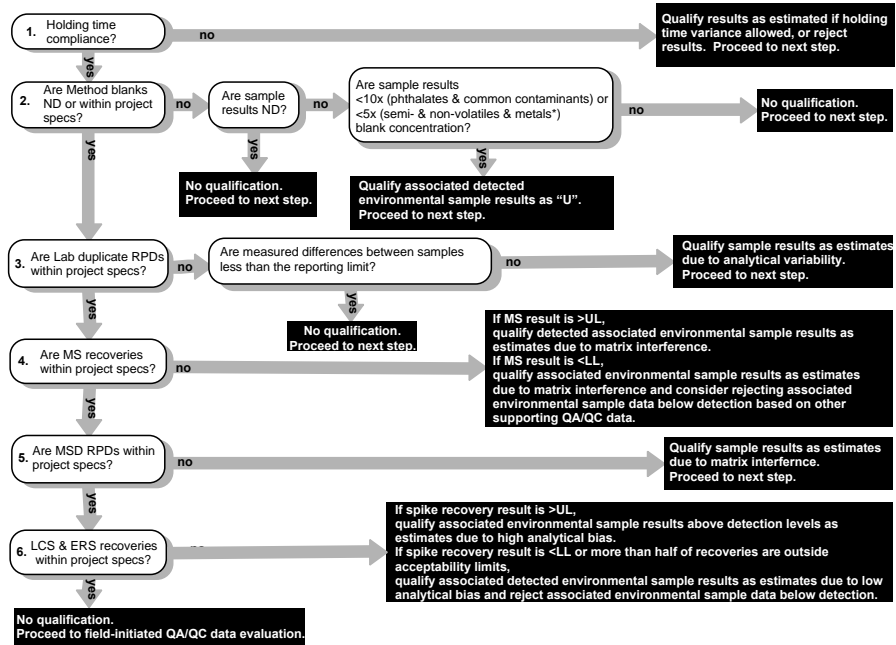 1. Holding time
compliance?
no
Qualify results as estimated if holding
time variance allowed, or reject
results. Proceed to next step.
yes
2. Are Method blanks
ND or within project
specs?
no
Are sample
results ND?
no
Are sample results
<10x (phthalates & common contaminants) or
<5x (semi- & non-volatiles & metals*)
blank concentration?
no
No qualification.
Proceed to next step.
yes
yes
yes
No qualification.
Proceed to next step.
Qualify associated detected
environmental sample results as “U”.
Proceed to next step.
3. Are Lab duplicate RPDs
within project specs?
no
Are measured differences between samples
less than the reporting limit?
no
Qualify sample results as estimates
due to analytical variability.
Proceed to next step.
yes
yes
No qualification.
Proceed to next step.
4. Are MS recoveries
within project specs?
no
If MS result is >UL,
qualify detected associated environmental sample results as
estimates due to matrix interference.
If MS result is <LL,
qualify associated environmental sample results as estimates
due to matrix interference and consider rejecting associated
environmental sample data below detection based on other
supporting QA/QC data.
yes
5. Are MSD RPDs within
project specs?
no
Qualify sample results as estimates
due to matrix interfernce.
Proceed to next step.
yes
6. LCS & ERS recoveries
within project specs?
no
If spike recovery result is >UL,
qualify associated environmental sample results above detection levels as
estimates due to high analytical bias.
If spike recovery result is <LL or more than half of recoveries are outside
acceptability limits,
qualify associated detected environmental sample results as estimates due to low
analytical bias and reject associated environmental sample data below detection.
yes
No qualification.
Proceed to field-initiated QA/QC data evaluation.